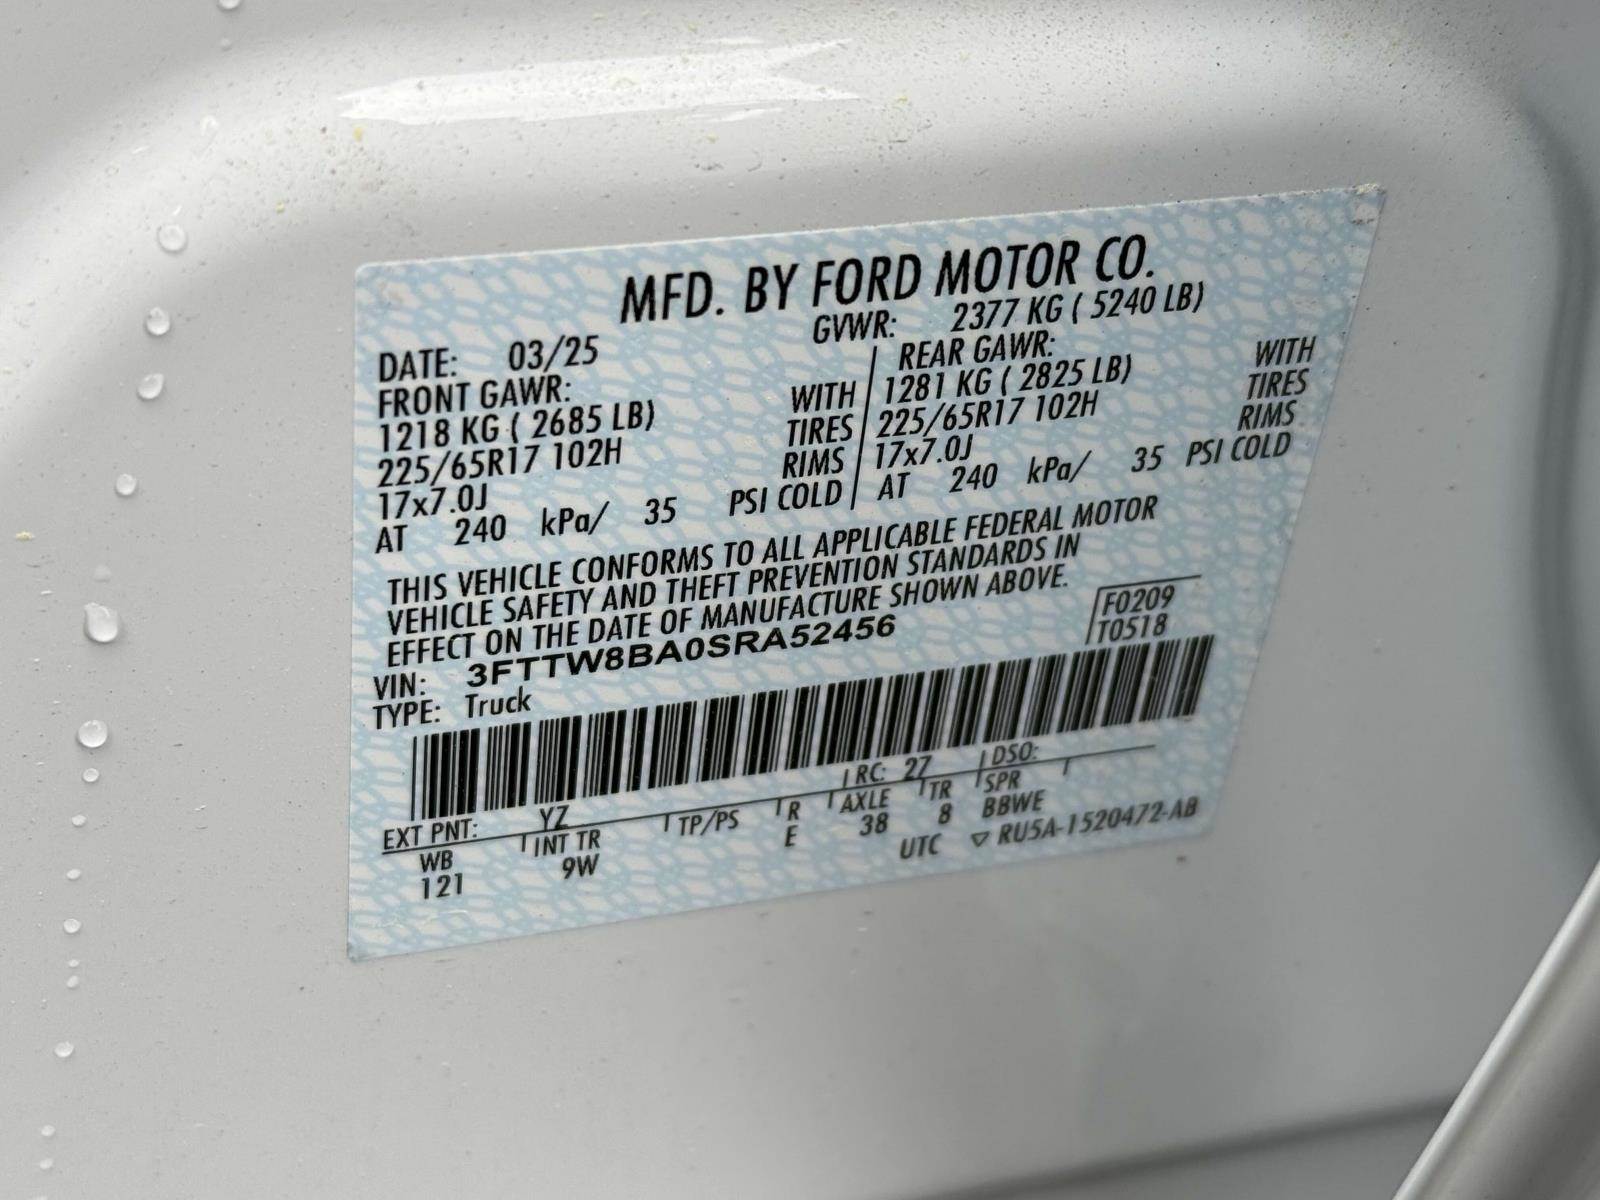 MFD. BY FORD MOTOR CO.
DATE: 03/25 GVWR: 2377 KG ( 5240 LB)
FRONT GAWR: REAR GAWR:
1218 KG ( 2685 LB) WITH 1281 KG ( 2825 LB) WITH
225/65R17 102H TIRES 225/65R17 102H TIRES
17x7.0J RIMS 17x7.0J RIMS
AT 240 kPa/ 35 PSI COLD AT 240 kPa/ 35 PSI COLD
THIS VEHICLE CONFORMS TO ALL APPLICABLE FEDERAL MOTOR
VEHICLE SAFETY AND THEFT PREVENTION STANDARDS IN
EFFECT ON THE DATE OF MANUFACTURE SHOWN ABOVE.
F0209
VIN: 3FTTW8BA0SRA52456 T0518
TYPE: Truck
EXT PNT: YZ RC: 27 DSO:
WB INT TR TP/PS R AXLE TR SPR
121 9W E 38 8 BBWE
UTC ▽ RU5A-1520472-AB